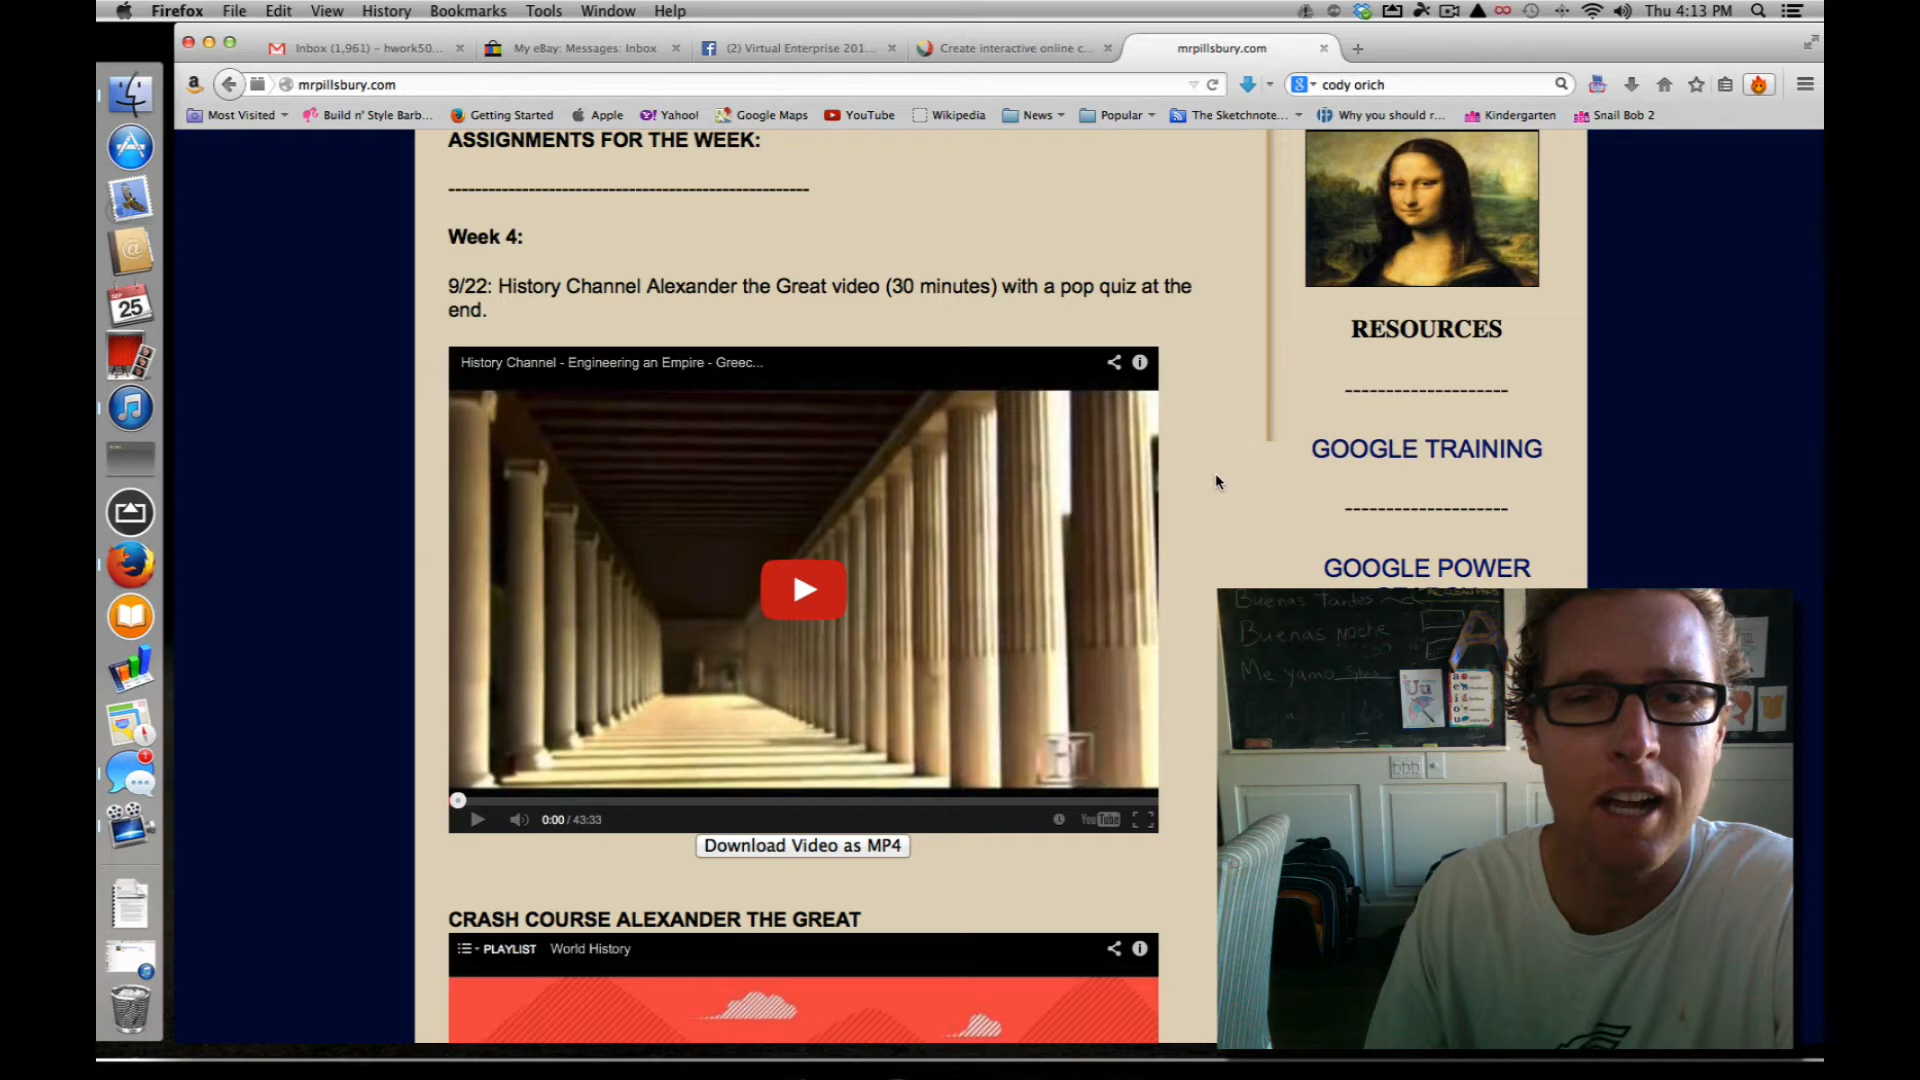 Firefox File Edit View History Bookmarks Tools Window Help
Thu 4:13 PM
Inbox (1,961) – hwork50...
My eBay: Messages: Inbox
(2) Virtual Enterprise 201...
Create interactive online c...
mrpillsbury.com
mrpillsbury.com
cody orich
Most Visited
Build n' Style Barb...
Getting Started
Apple
Yahoo!
Google Maps
YouTube
Wikipedia
News
Popular
The Sketchnote...
Why you should r...
Kindergarten
Snail Bob 2
ASSIGNMENTS FOR THE WEEK:
------------------------------------------------------
Week 4:
9/22: History Channel Alexander the Great video (30 minutes) with a pop quiz at the
end.
History Channel - Engineering an Empire - Greec...
0:00 / 43:33
YouTube
Download Video as MP4
CRASH COURSE ALEXANDER THE GREAT
PLAYLIST World History
RESOURCES
--------------------
GOOGLE TRAINING
--------------------
GOOGLE POWER
25
Buenas Tardes
Buenas Noche
Me yamo
Uu
a
e
i
o
u